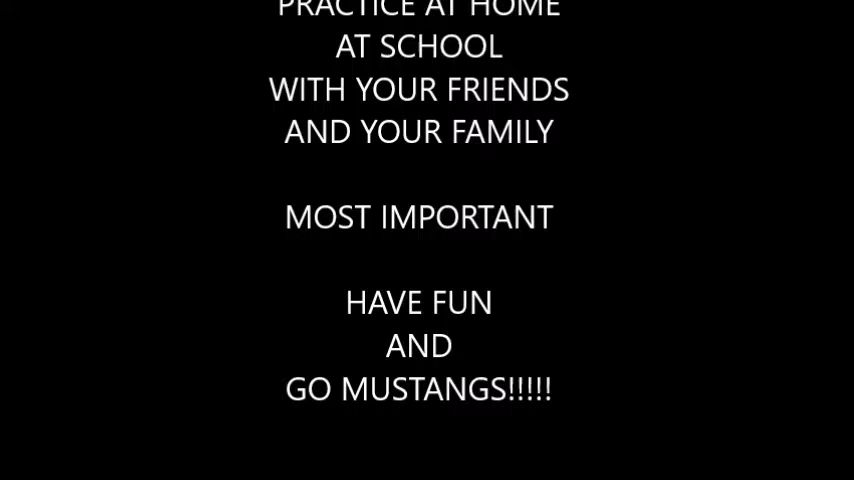 PRACTICE AT HOME
AT SCHOOL
WITH YOUR FRIENDS
AND YOUR FAMILY
MOST IMPORTANT
HAVE FUN
AND
GO MUSTANGS!!!!!